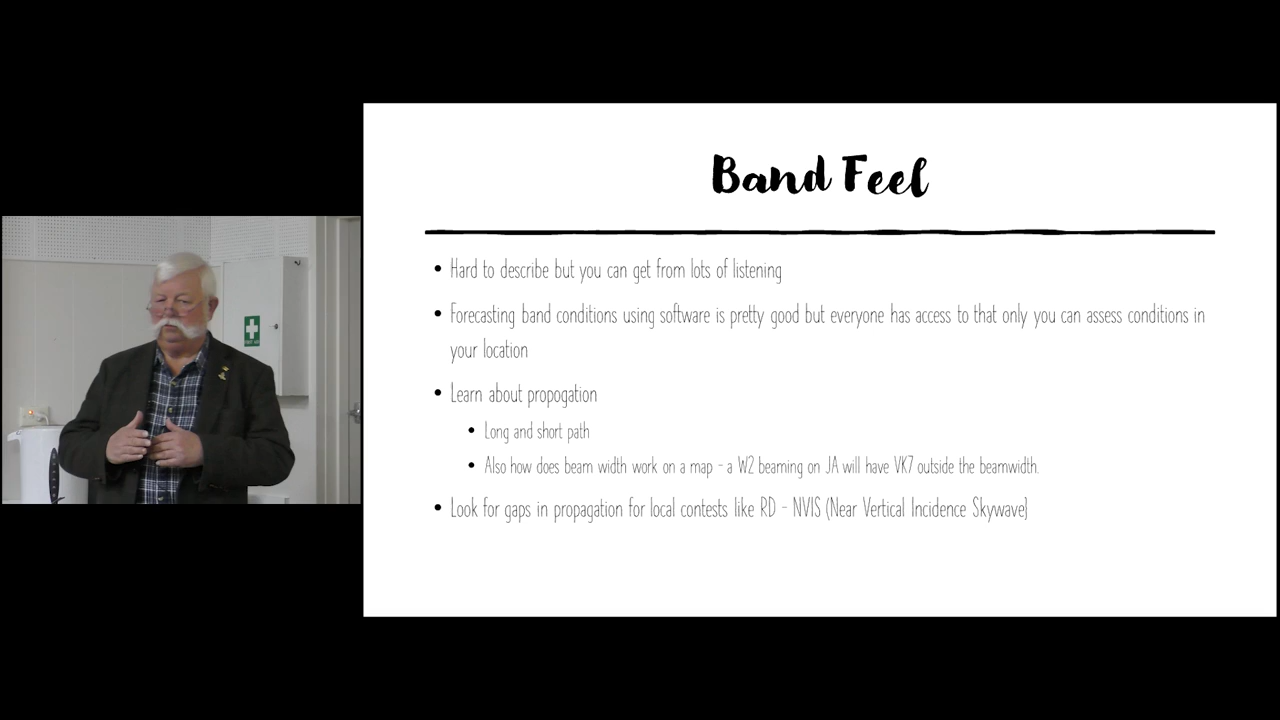 Band Feel
• Hard to describe but you can get from lots of listening
• Forecasting band conditions using software is pretty good but everyone has access to that only you can assess conditions in
your location
• Learn about propogation
• Long and short path
• Also how does beam width work on a map - a W2 beaming on JA will have VK7 outside the beamwidth.
• Look for gaps in propagation for local contests like RD - NVIS (Near Vertical Incidence Skywave)